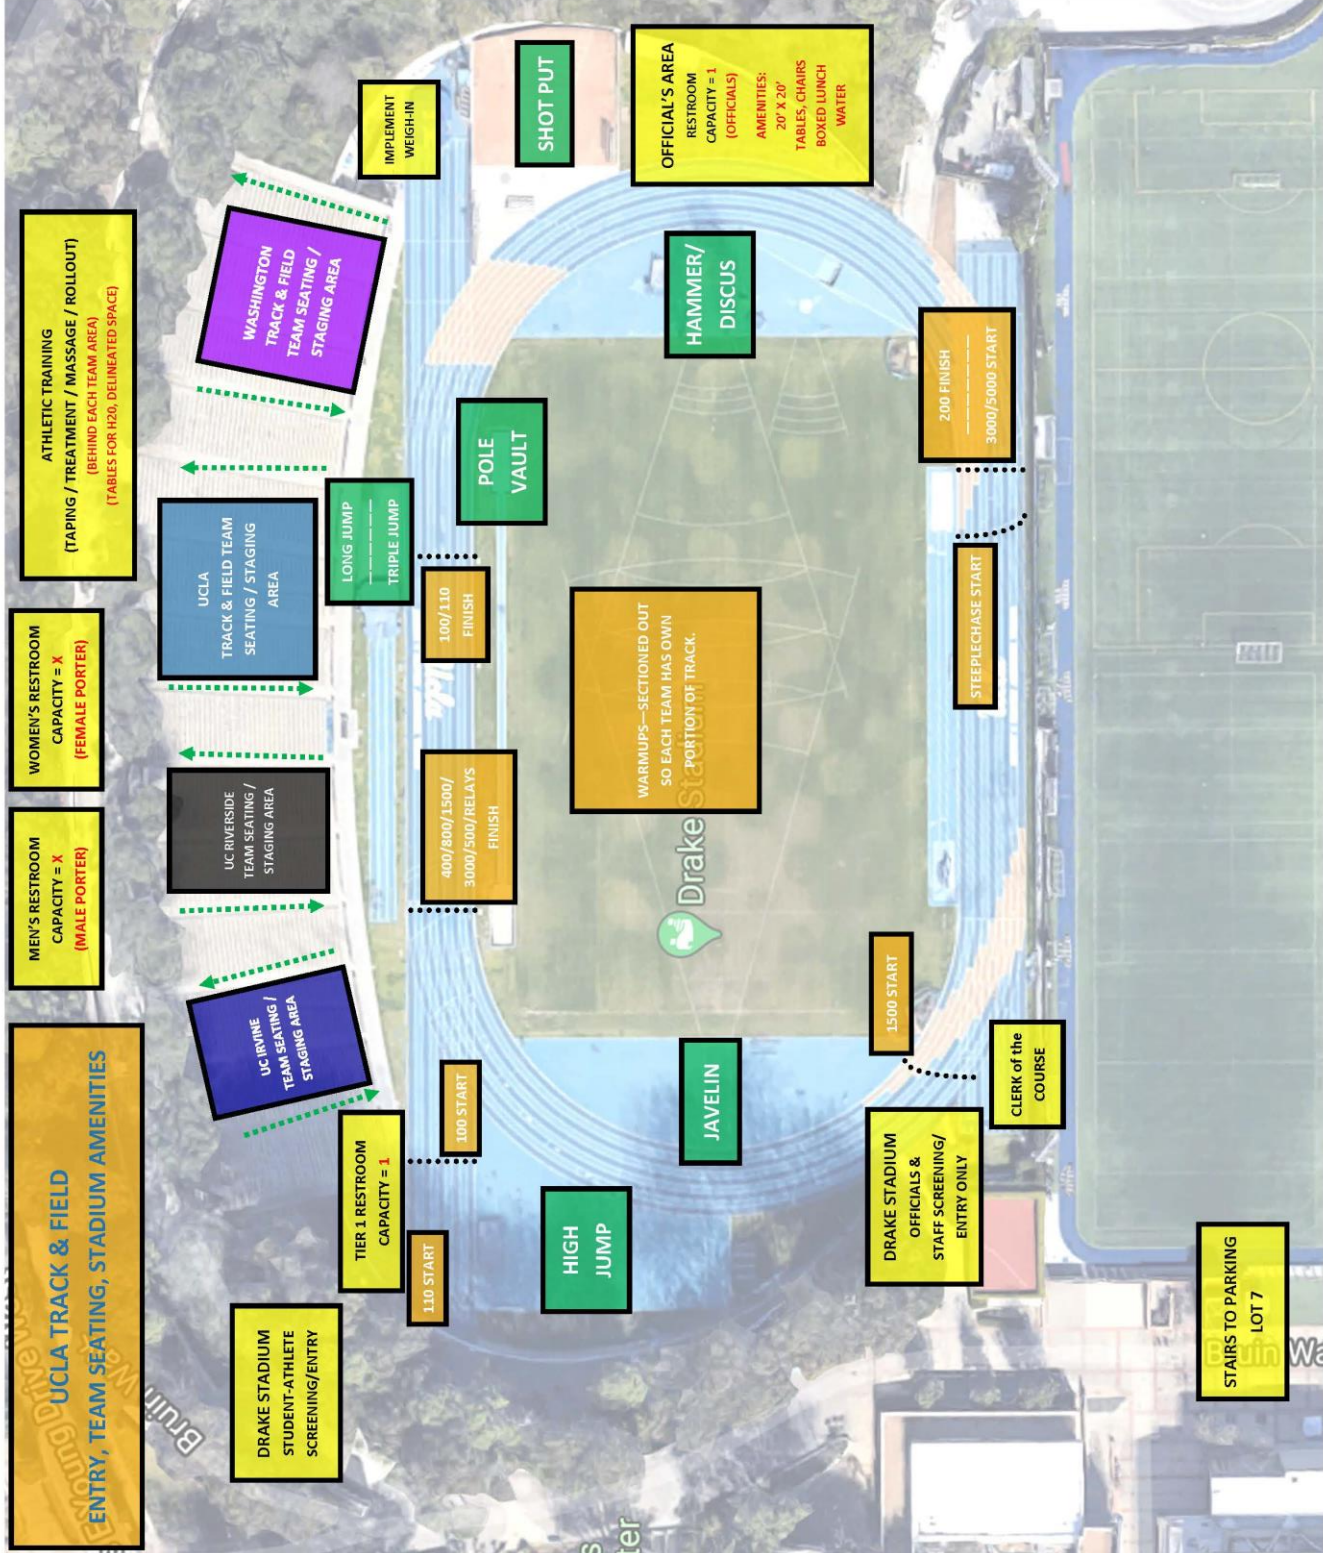 UCLA TRACK & FIELD
ENTRY, TEAM SEATING, STADIUM AMENITIES
MEN'S RESTROOM
CAPACITY = X
(MALE PORTER)
WOMEN'S RESTROOM
CAPACITY = X
(FEMALE PORTER)
ATHLETIC TRAINING
(TAPING / TREATMENT / MASSAGE / ROLLOUT)
(BEHIND EACH TEAM AREA)
(TABLES FOR H20, DELINEATED SPACE)
UC IRVINE
TEAM SEATING /
STAGING AREA
UC RIVERSIDE
TEAM SEATING /
STAGING AREA
UCLA
TRACK & FIELD TEAM
SEATING / STAGING
AREA
WASHINGTON
TRACK & FIELD
TEAM SEATING /
STAGING AREA
DRAKE STADIUM
STUDENT-ATHLETE
SCREENING/ENTRY
TIER 1 RESTROOM
CAPACITY = 1
LONG JUMP
———————
TRIPLE JUMP
IMPLEMENT
WEIGH-IN
110 START
100 START
400/800/1500/
3000/500/RELAYS
FINISH
100/110
FINISH
POLE
VAULT
SHOT PUT
HIGH
JUMP
WARMUPS—SECTIONED OUT
SO EACH TEAM HAS OWN
PORTION OF TRACK.
Drake Stadium
JAVELIN
HAMMER/
DISCUS
OFFICIAL'S AREA
RESTROOM
CAPACITY = 1
(OFFICIALS)
AMENITIES:
20' X 20'
TABLES, CHAIRS
BOXED LUNCH
WATER
DRAKE STADIUM
OFFICIALS &
STAFF SCREENING/
ENTRY ONLY
1500 START
CLERK of the
COURSE
STEEPLECHASE START
200 FINISH
———————
3000/5000 START
STAIRS TO PARKING
LOT 7
Bruin
Bruin Wa
ter